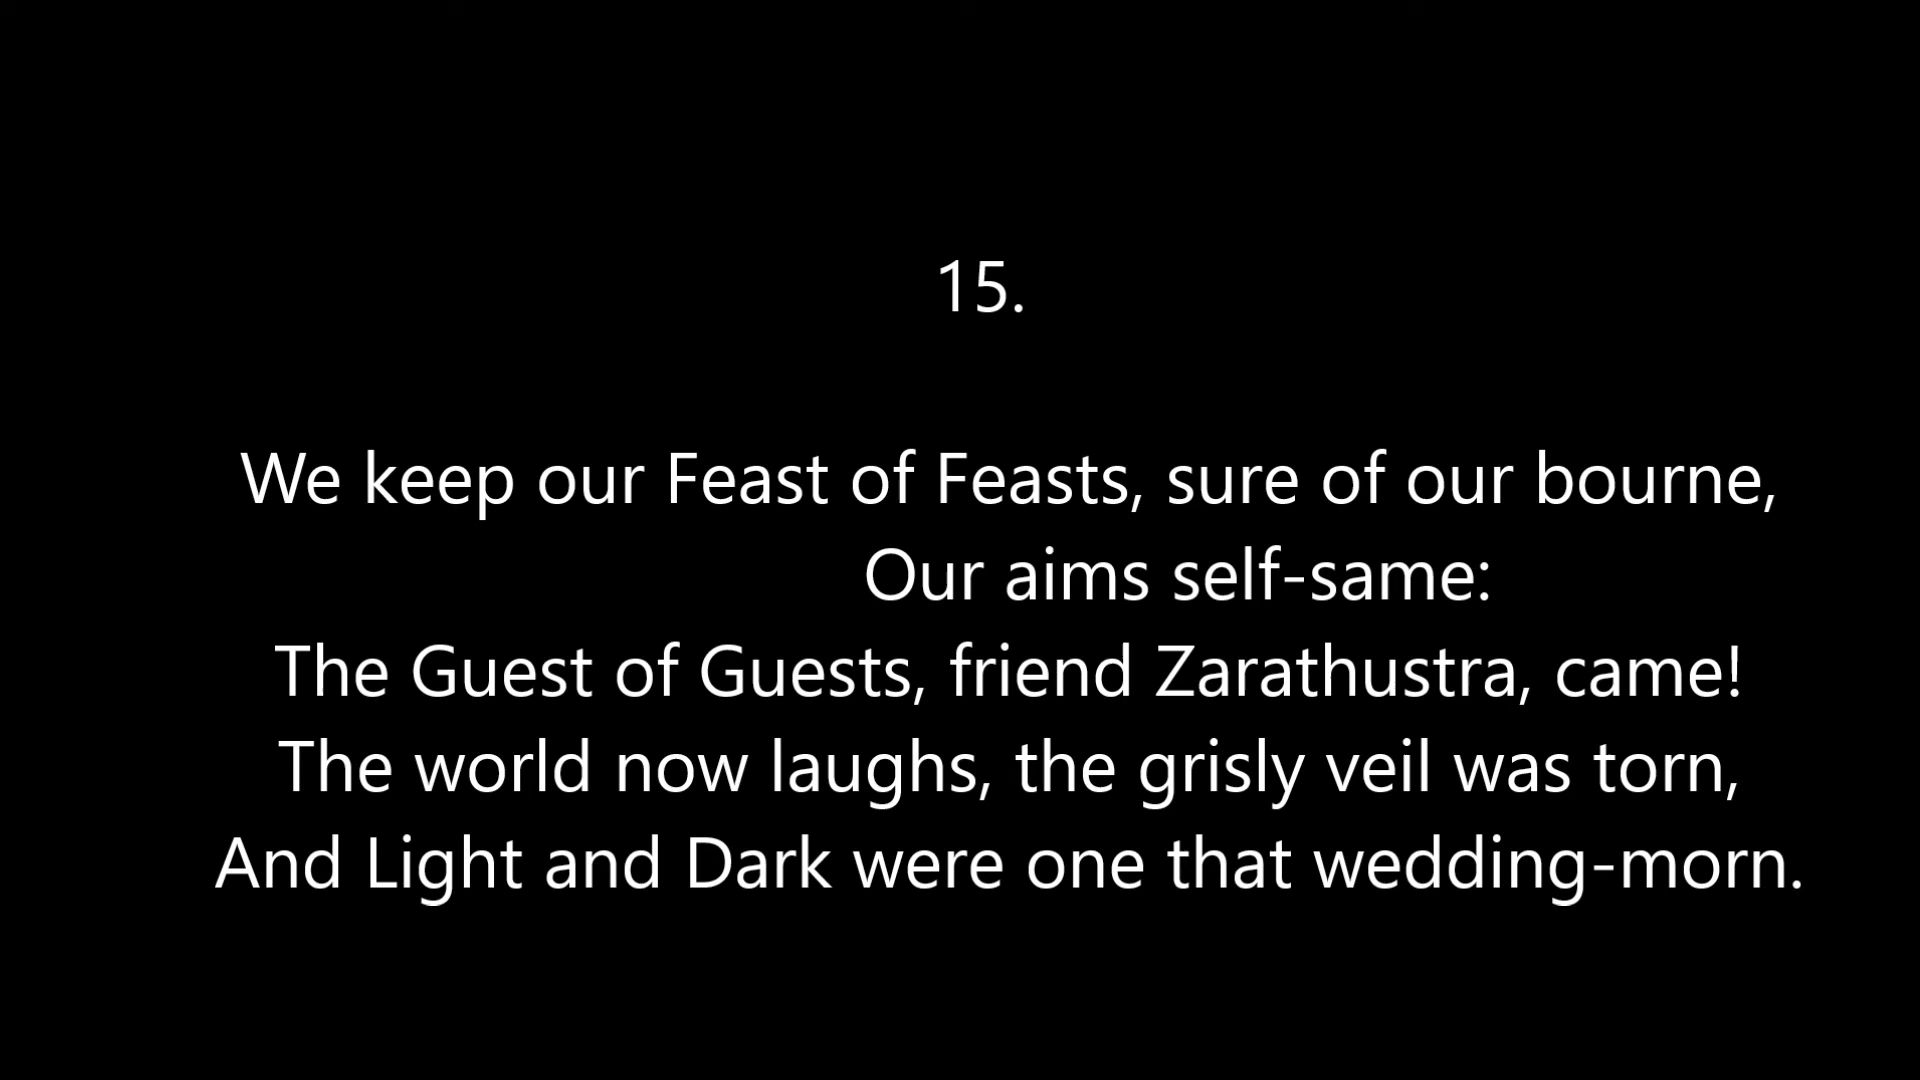 15.
We keep our Feast of Feasts, sure of our bourne,
Our aims self-same:
The Guest of Guests, friend Zarathustra, came!
The world now laughs, the grisly veil was torn,
And Light and Dark were one that wedding-morn.